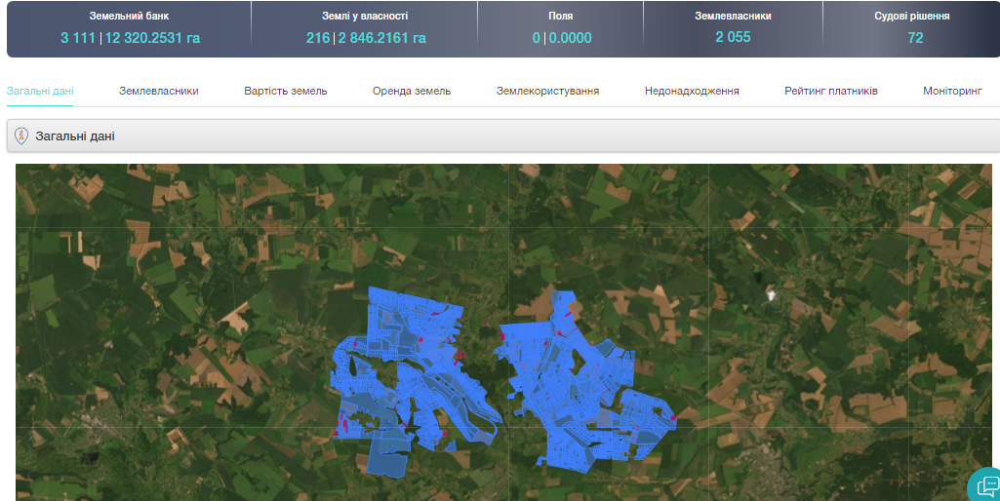 Земельний банк
3 111 | 12 320.2531 га
Землі у власності
216 | 2 846.2161 га
Поля
0 | 0.0000
Землевласники
2 055
Судові рішення
72
Загальні дані
Землевласники
Вартість земель
Оренда земель
Землекористування
Недонадходження
Рейтинг платників
Моніторинг
Загальні дані